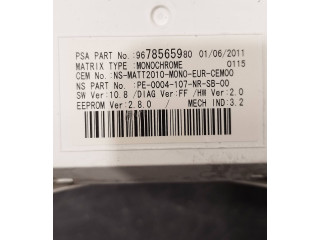 PSA PART No.:9678565980 01/06/2011
MATRIX TYPE :MONOCHROME 0115
CEM No:NS-MATT2010-MONO-EUR-CEM00
NS PART No. :PE-0004-107-NR-SB-00
SW Ver:10.8 /DIAG Ver:FF /HW Ver:2.0
EEPROM Ver:2.8.0 / MECH IND:3.2